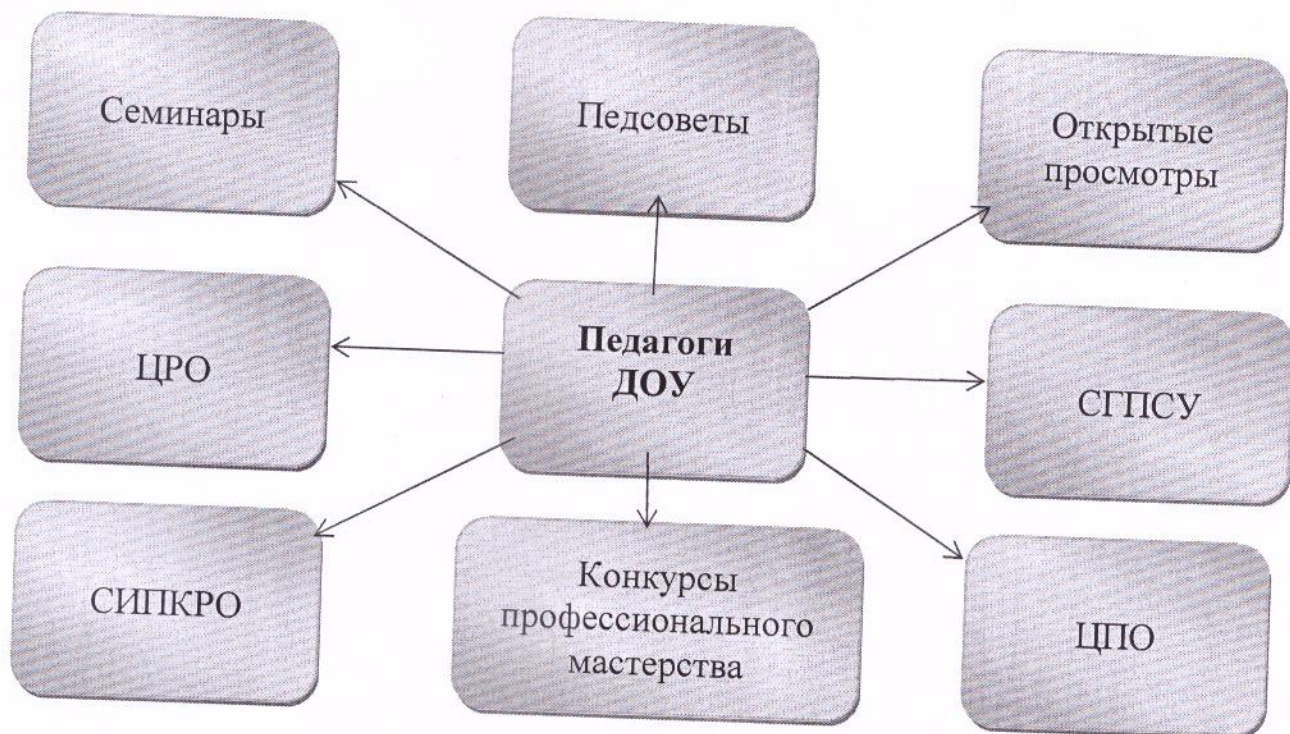 Семинары
Педсоветы
Открытые
просмотры
ЦРО
Педагоги
ДОУ
СГПСУ
СИПКРО
Конкурсы
профессионального
мастерства
ЦПО